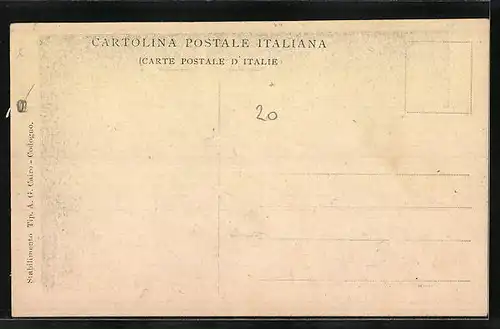 CARTOLINA POSTALE ITALIANA
(CARTE POSTALE D'ITALIE)
20
Stabilimento Tip. A. G. Cairo - Codogno.